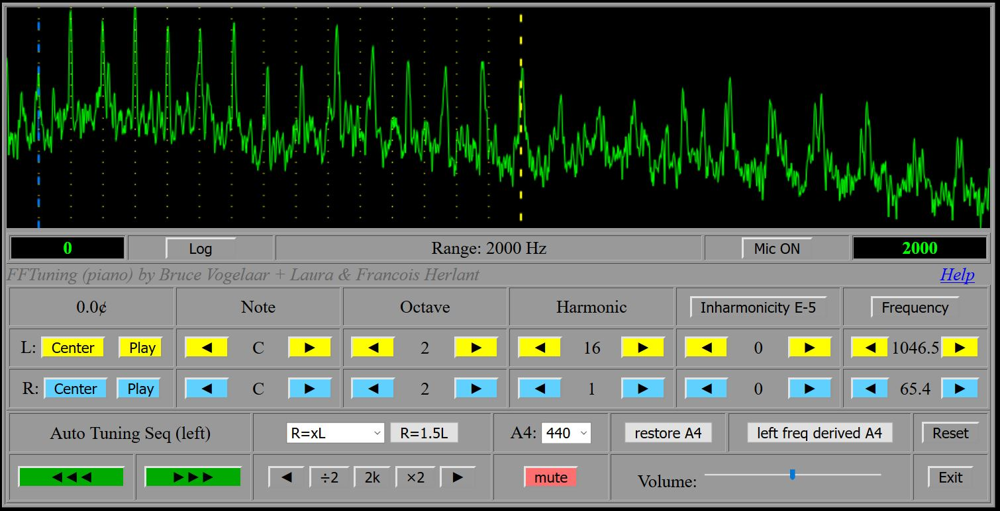 0 Log Range: 2000 Hz Mic ON 2000
FFTuning (piano) by Bruce Vogelaar + Laura & Francois Herlant Help
0.0¢ Note Octave Harmonic Inharmonicity E-5 Frequency
L: Center Play ◀ C ▶ ◀ 2 ▶ ◀ 16 ▶ ◀ 0 ▶ ◀ 1046.5 ▶
R: Center Play ◀ C ▶ ◀ 2 ▶ ◀ 1 ▶ ◀ 0 ▶ ◀ 65.4 ▶
Auto Tuning Seq (left) R=xL R=1.5L A4: 440 restore A4 left freq derived A4 Reset
◀◀◀ ▶▶▶ ◀ ÷2 2k ×2 ▶ mute Volume: Exit